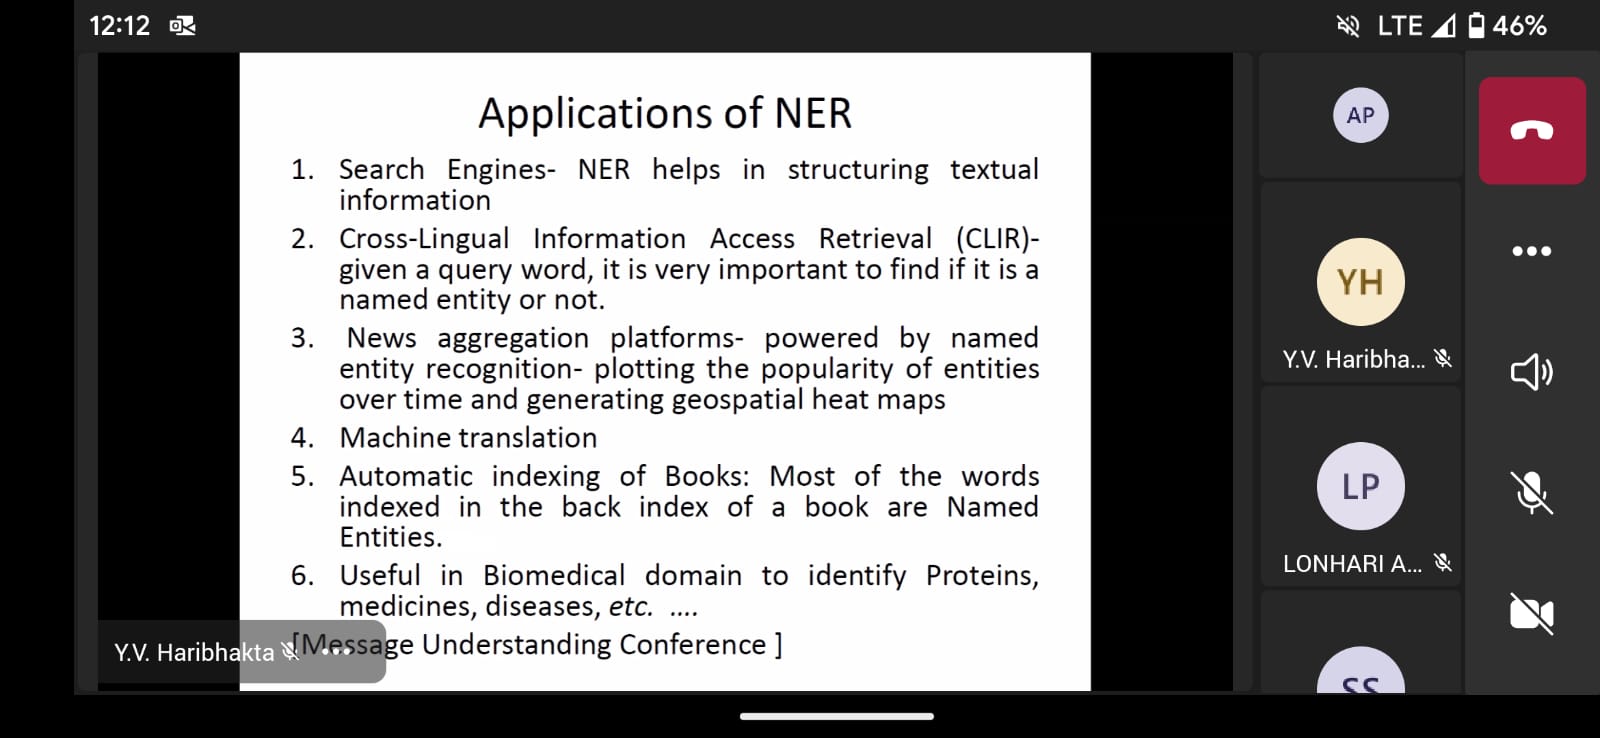 12:12
LTE 46%
Applications of NER
1. Search Engines- NER helps in structuring textual
information
2. Cross-Lingual Information Access Retrieval (CLIR)-
given a query word, it is very important to find if it is a
named entity or not.
3. News aggregation platforms- powered by named
entity recognition- plotting the popularity of entities
over time and generating geospatial heat maps
4. Machine translation
5. Automatic indexing of Books: Most of the words
indexed in the back index of a book are Named
Entities.
6. Useful in Biomedical domain to identify Proteins,
medicines, diseases, etc. ....
[Message Understanding Conference ]
Y.V. Haribhakta
AP
YH
Y.V. Haribha...
LP
LONHARI A...
SS